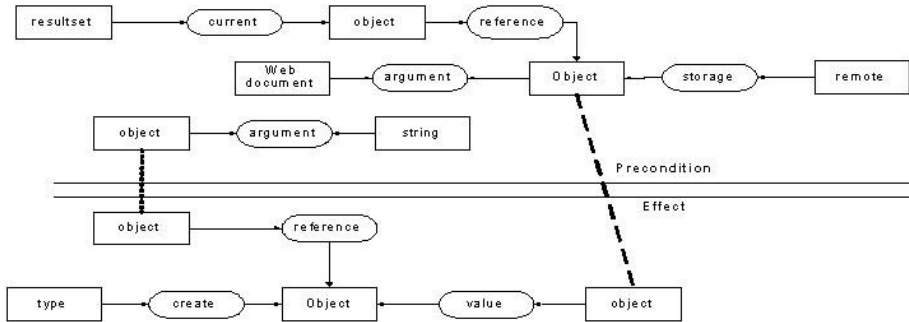 resultset
current
object
reference
Web
document
argument
Object
storage
remote
object
argument
string
Precondition
Effect
object
reference
type
create
Object
value
object